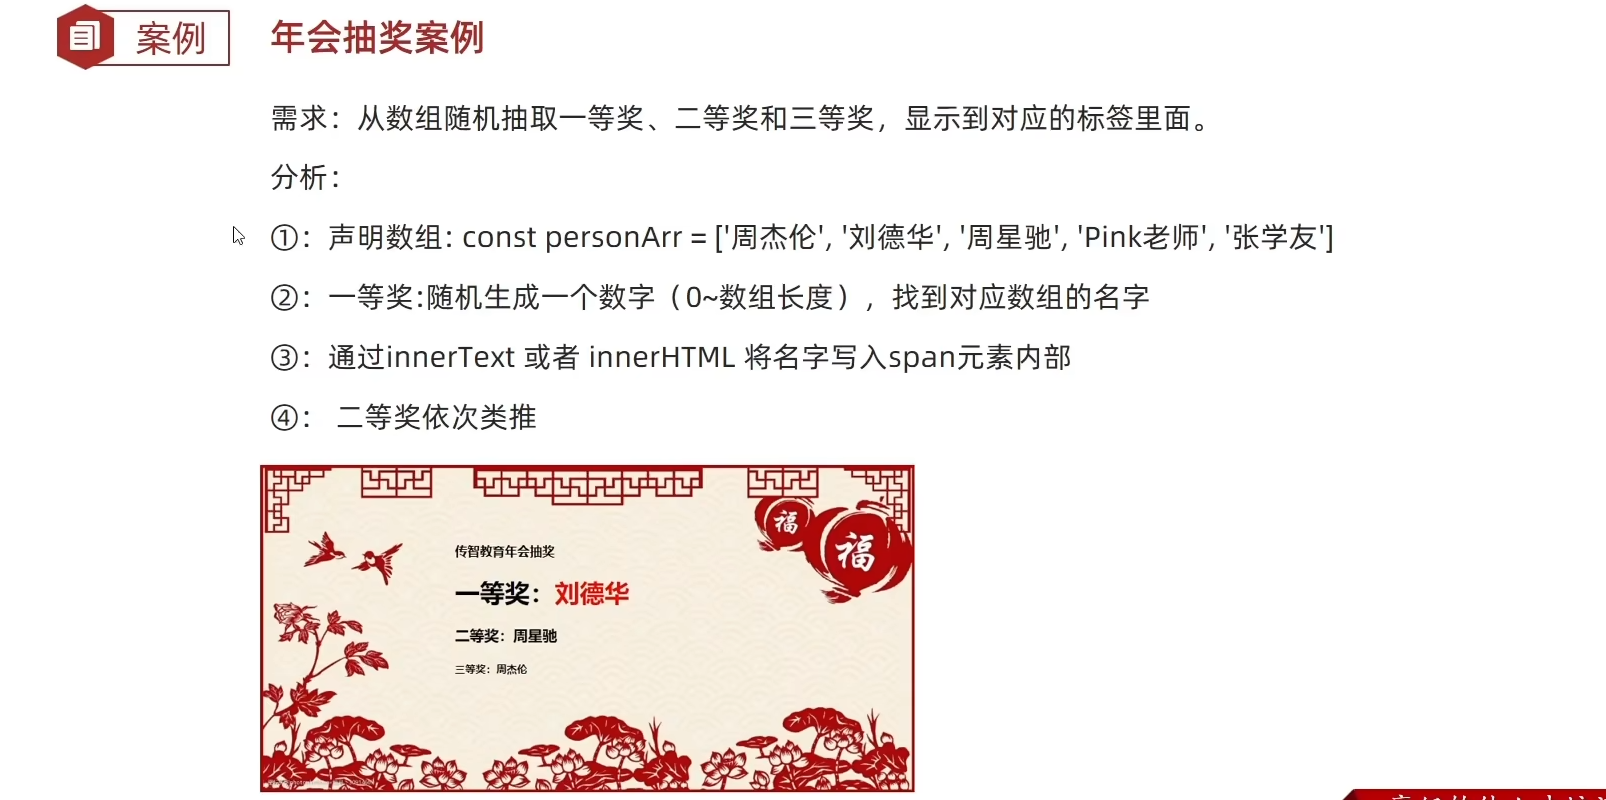 案例
年会抽奖案例
需求：从数组随机抽取一等奖、二等奖和三等奖，显示到对应的标签里面。
分析：
①：声明数组: const personArr = ['周杰伦', '刘德华', '周星驰', 'Pink老师', '张学友']
②：一等奖:随机生成一个数字（0~数组长度），找到对应数组的名字
③：通过innerText 或者 innerHTML 将名字写入span元素内部
④： 二等奖依次类推
福
福
传智教育年会抽奖
一等奖：刘德华
二等奖：周星驰
三等奖：周杰伦